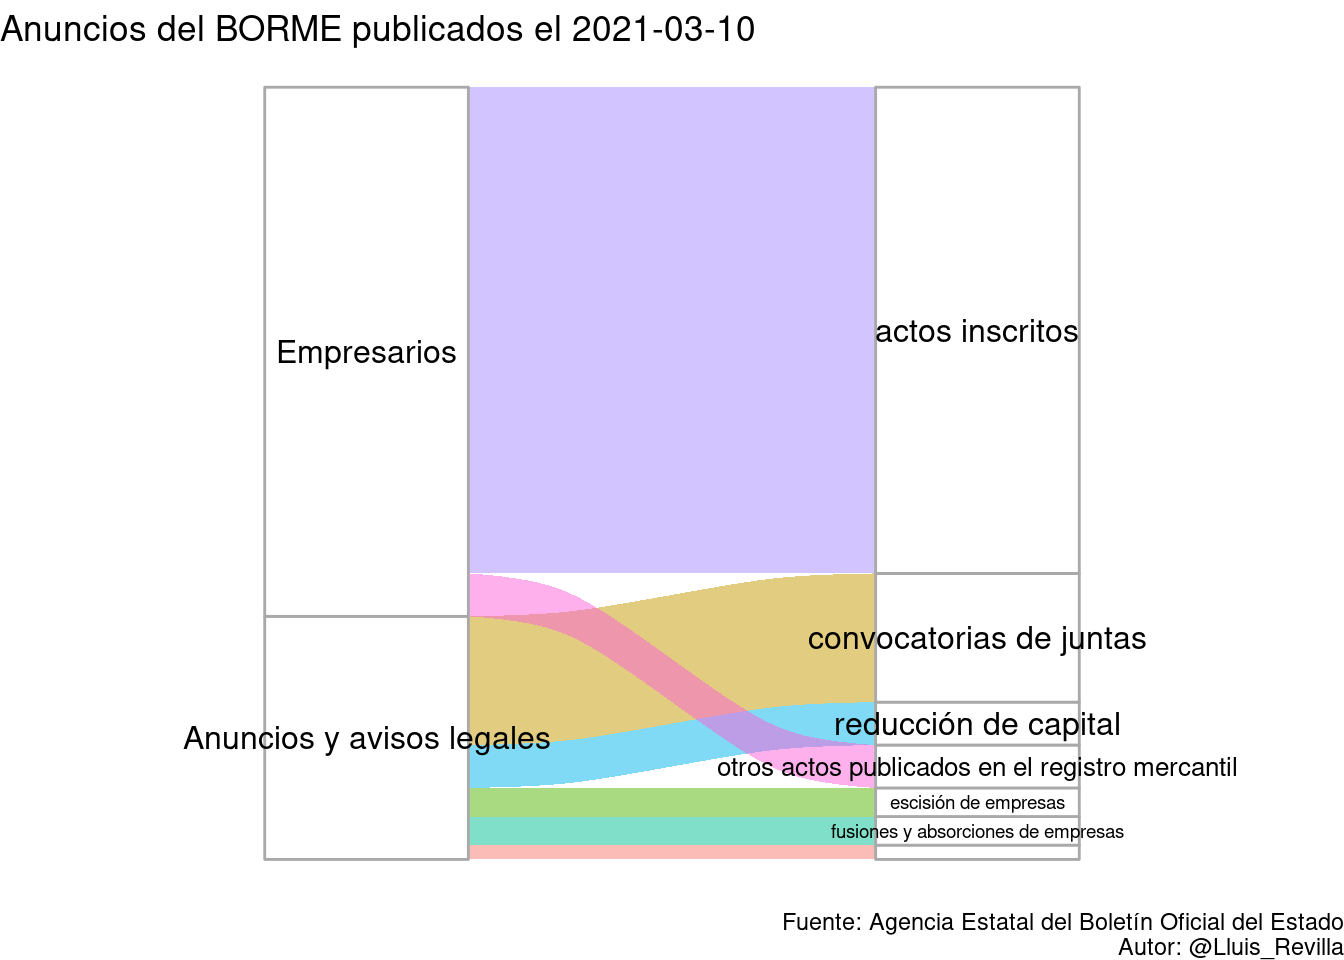 Anuncios del BORME publicados el 2021-03-10
Empresarios
actos inscritos
convocatorias de juntas
Anuncios y avisos legales
reducción de capital
otros actos publicados en el registro mercantil
escisión de empresas
fusiones y absorciones de empresas
Fuente: Agencia Estatal del Boletín Oficial del Estado
Autor: @Lluis_Revilla